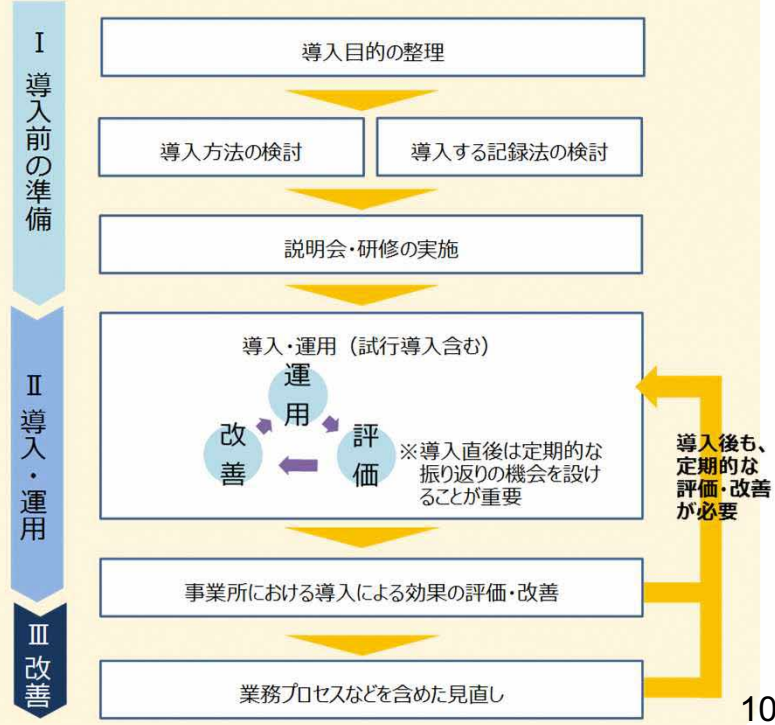 Ⅰ 導入前の準備
導入目的の整理
導入方法の検討
導入する記録法の検討
説明会・研修の実施
Ⅱ 導入・運用
導入・運用（試行導入含む）
運用
改善
評価
※導入直後は定期的な
振り返りの機会を設け
ることが重要
導入後も、
定期的な
評価・改善
が必要
事業所における導入による効果の評価・改善
Ⅲ 改善
業務プロセスなどを含めた見直し
10